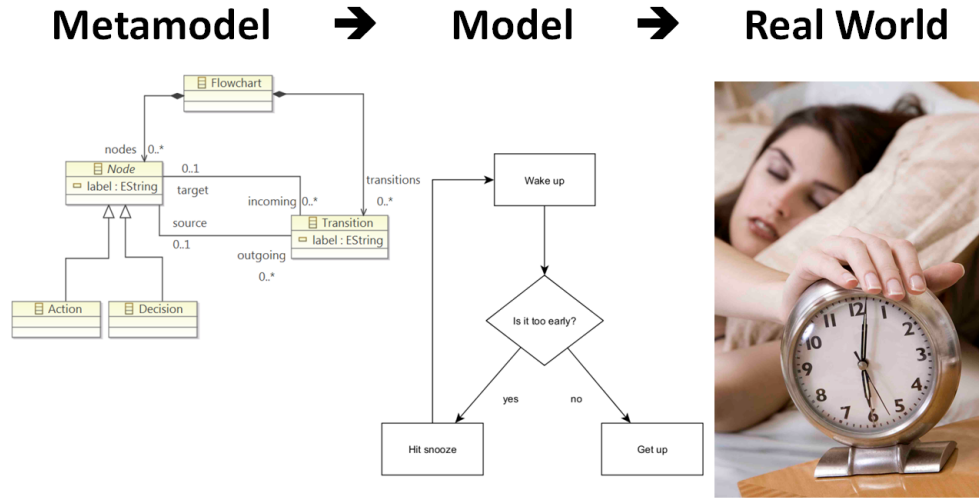 Metamodel → Model → Real World
Flowchart
nodes 0..*
Node
label : EString
0..1
target
incoming 0..*
transitions
0..*
source
0..1
Transition
label : EString
outgoing
0..*
Action
Decision
Wake up
Is it too early?
yes
no
Hit snooze
Get up
12
1
2
3
4
5
6
7
8
9
10
11